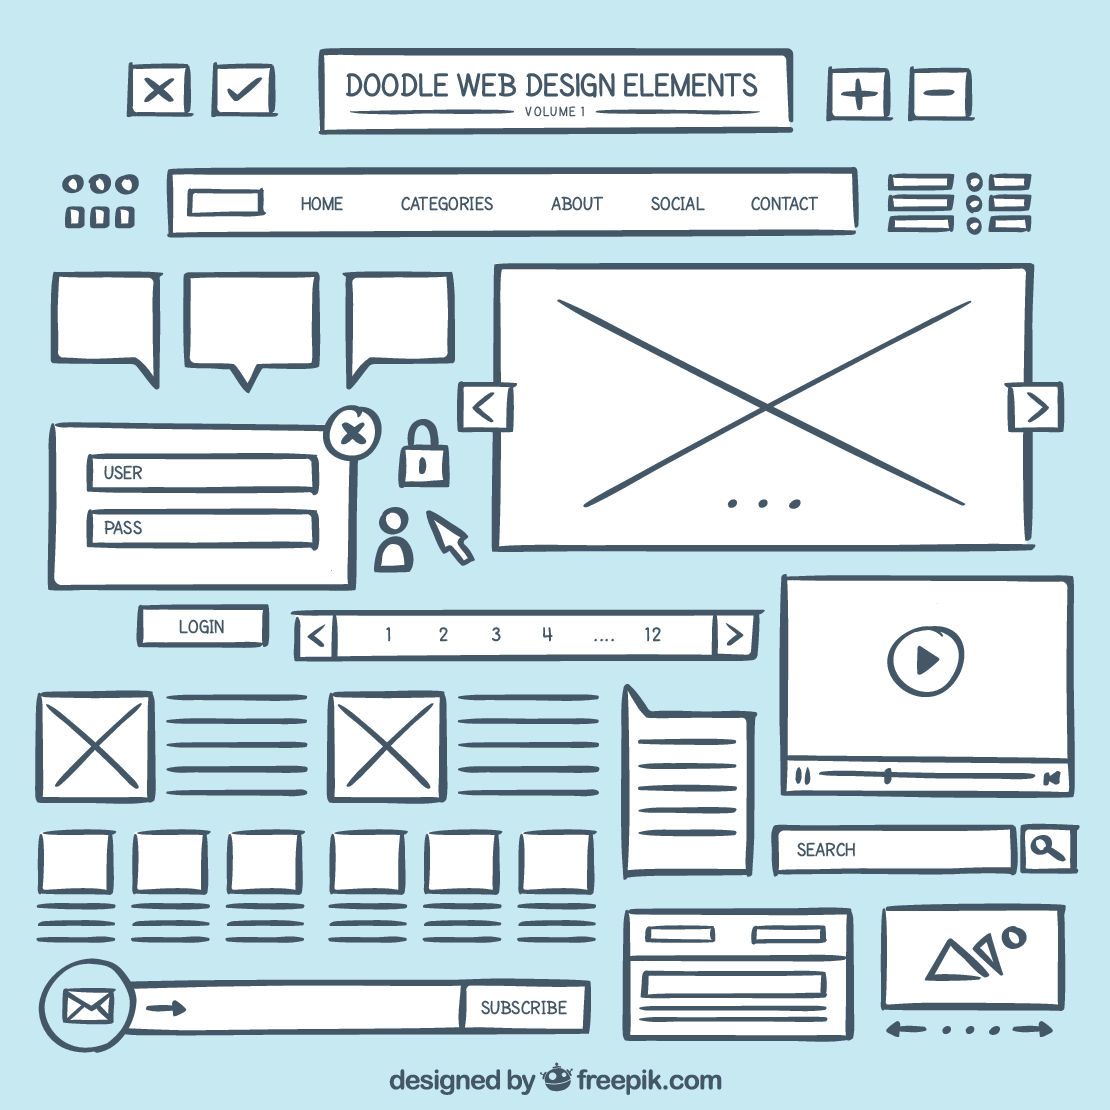 DOODLE WEB DESIGN ELEMENTS
VOLUME 1
HOME CATEGORIES ABOUT SOCIAL CONTACT
USER
PASS
LOGIN
1 2 3 4 .... 12
SEARCH
SUBSCRIBE
designed by freepik.com